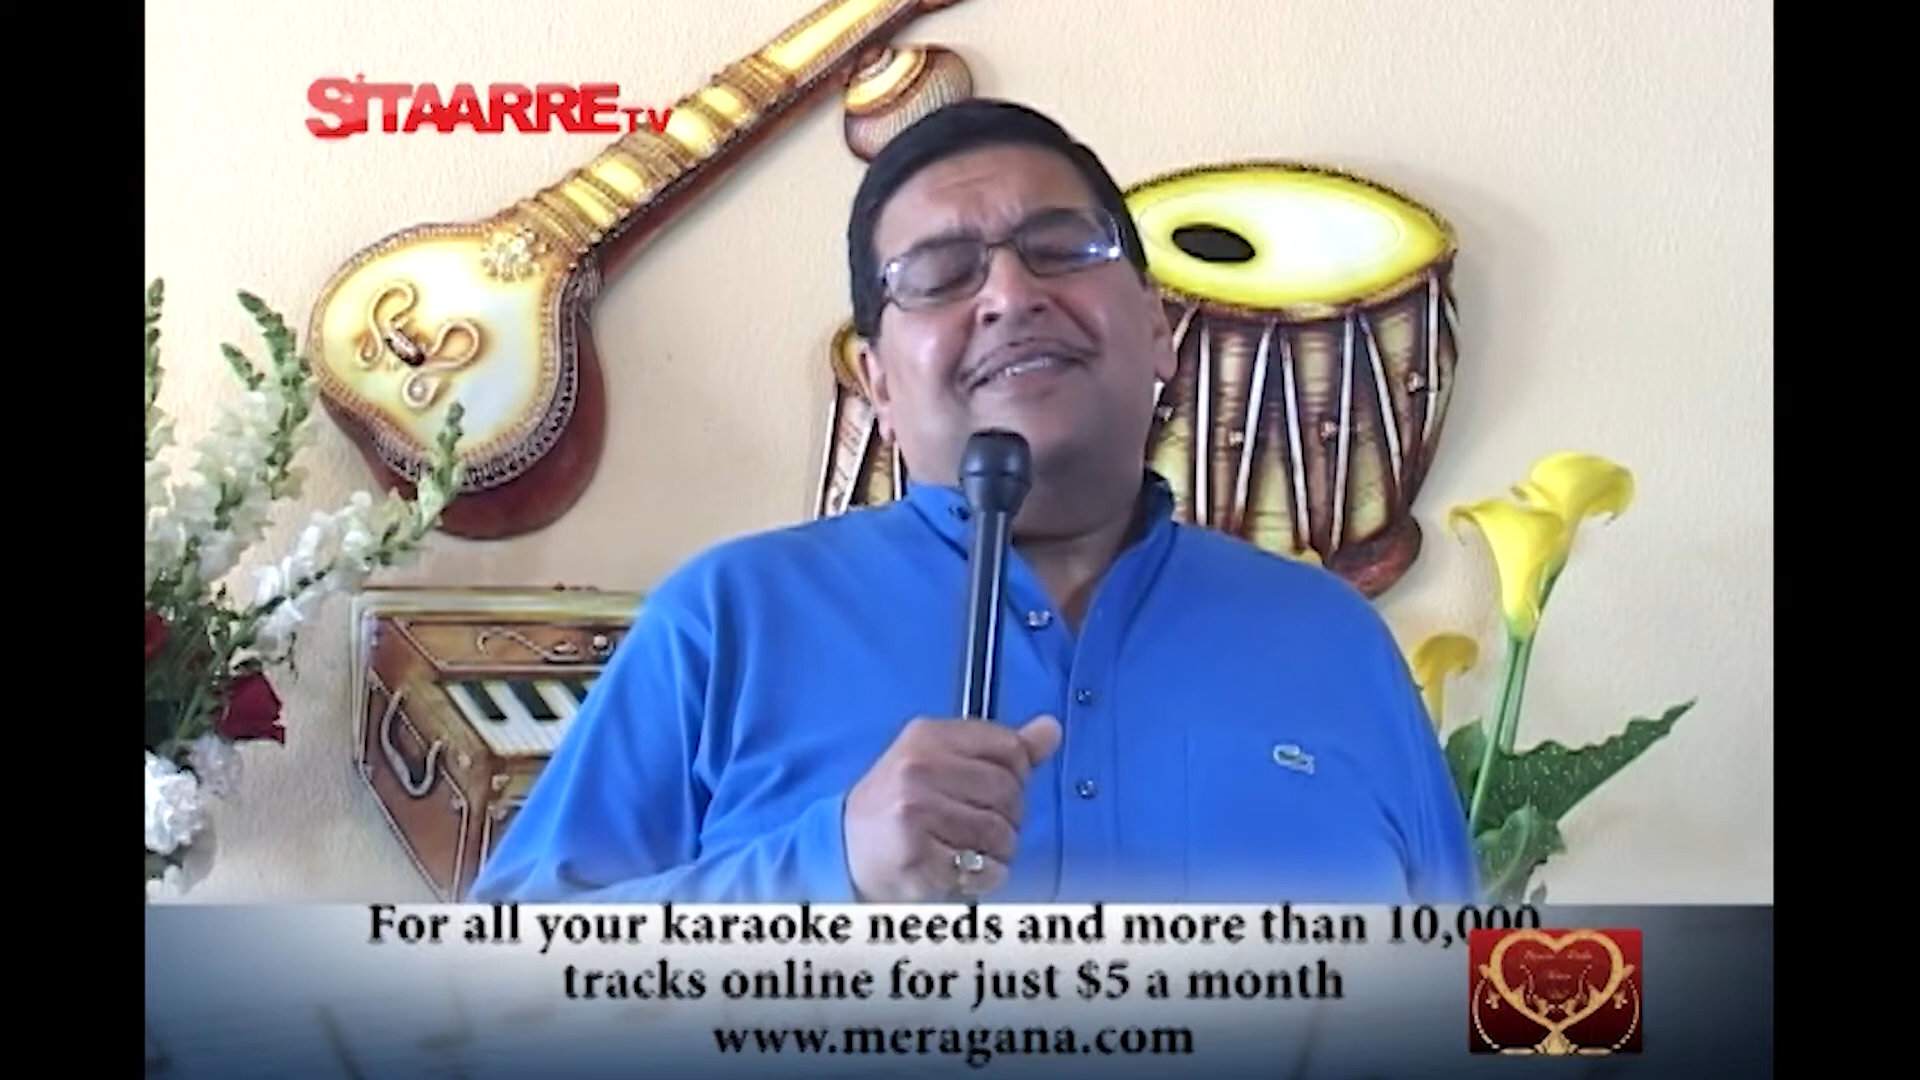 SITAARRE TV
For all your karaoke needs and more than 10,000
tracks online for just $5 a month
www.meragana.com